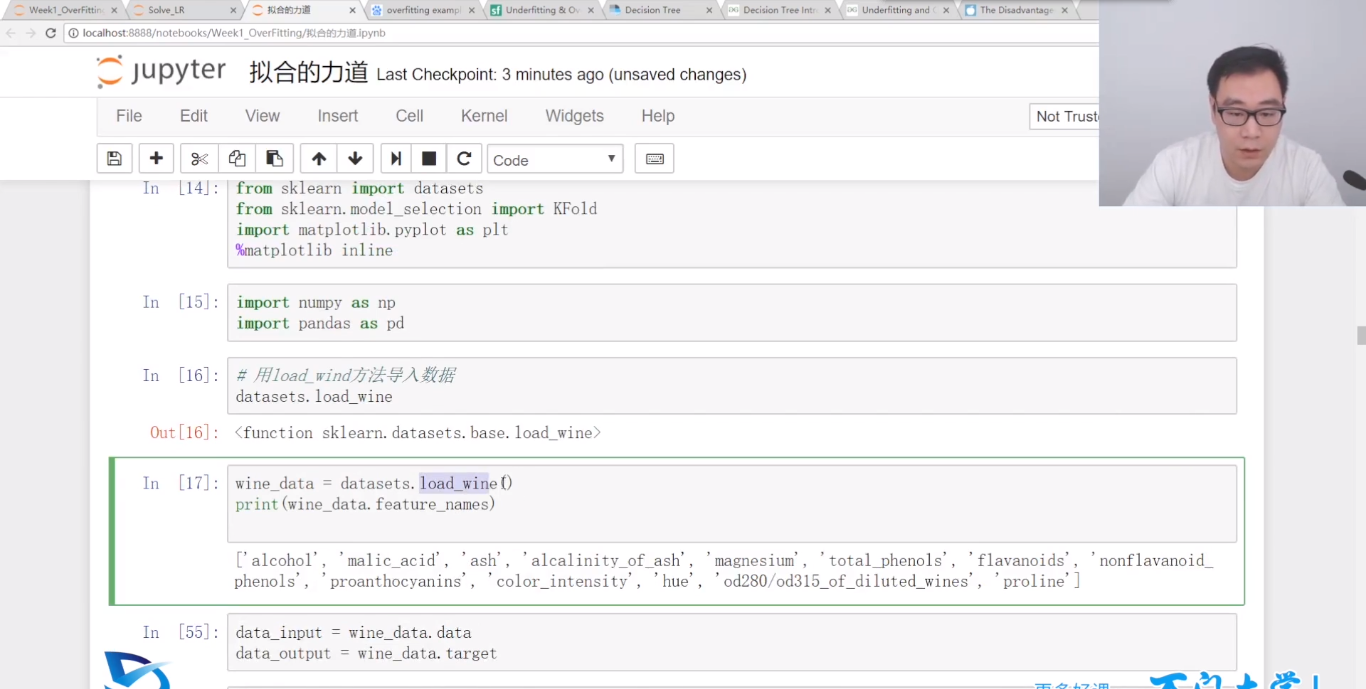 Week1_OverFitting
Solve_LR
拟合的力道
overfitting exampl
Underfitting & Ov
Decision Tree
Decision Tree Intr
Underfitting and
The Disadvantage
localhost:8888/notebooks/Week1_OverFitting/拟合的力道.ipynb
jupyter 拟合的力道 Last Checkpoint: 3 minutes ago (unsaved changes)
File Edit View Insert Cell Kernel Widgets Help
Not Trust
Code
In [14]: from sklearn import datasets
from sklearn.model_selection import KFold
import matplotlib.pyplot as plt
%matplotlib inline
In [15]: import numpy as np
import pandas as pd
In [16]: # 用load_wind方法导入数据
datasets.load_wine
Out[16]: <function sklearn.datasets.base.load_wine>
In [17]: wine_data = datasets.load_wine()
print(wine_data.feature_names)
['alcohol', 'malic_acid', 'ash', 'alcalinity_of_ash', 'magnesium', 'total_phenols', 'flavanoids', 'nonflavanoid_
phenols', 'proanthocyanins', 'color_intensity', 'hue', 'od280/od315_of_diluted_wines', 'proline']
In [55]: data_input = wine_data.data
data_output = wine_data.target